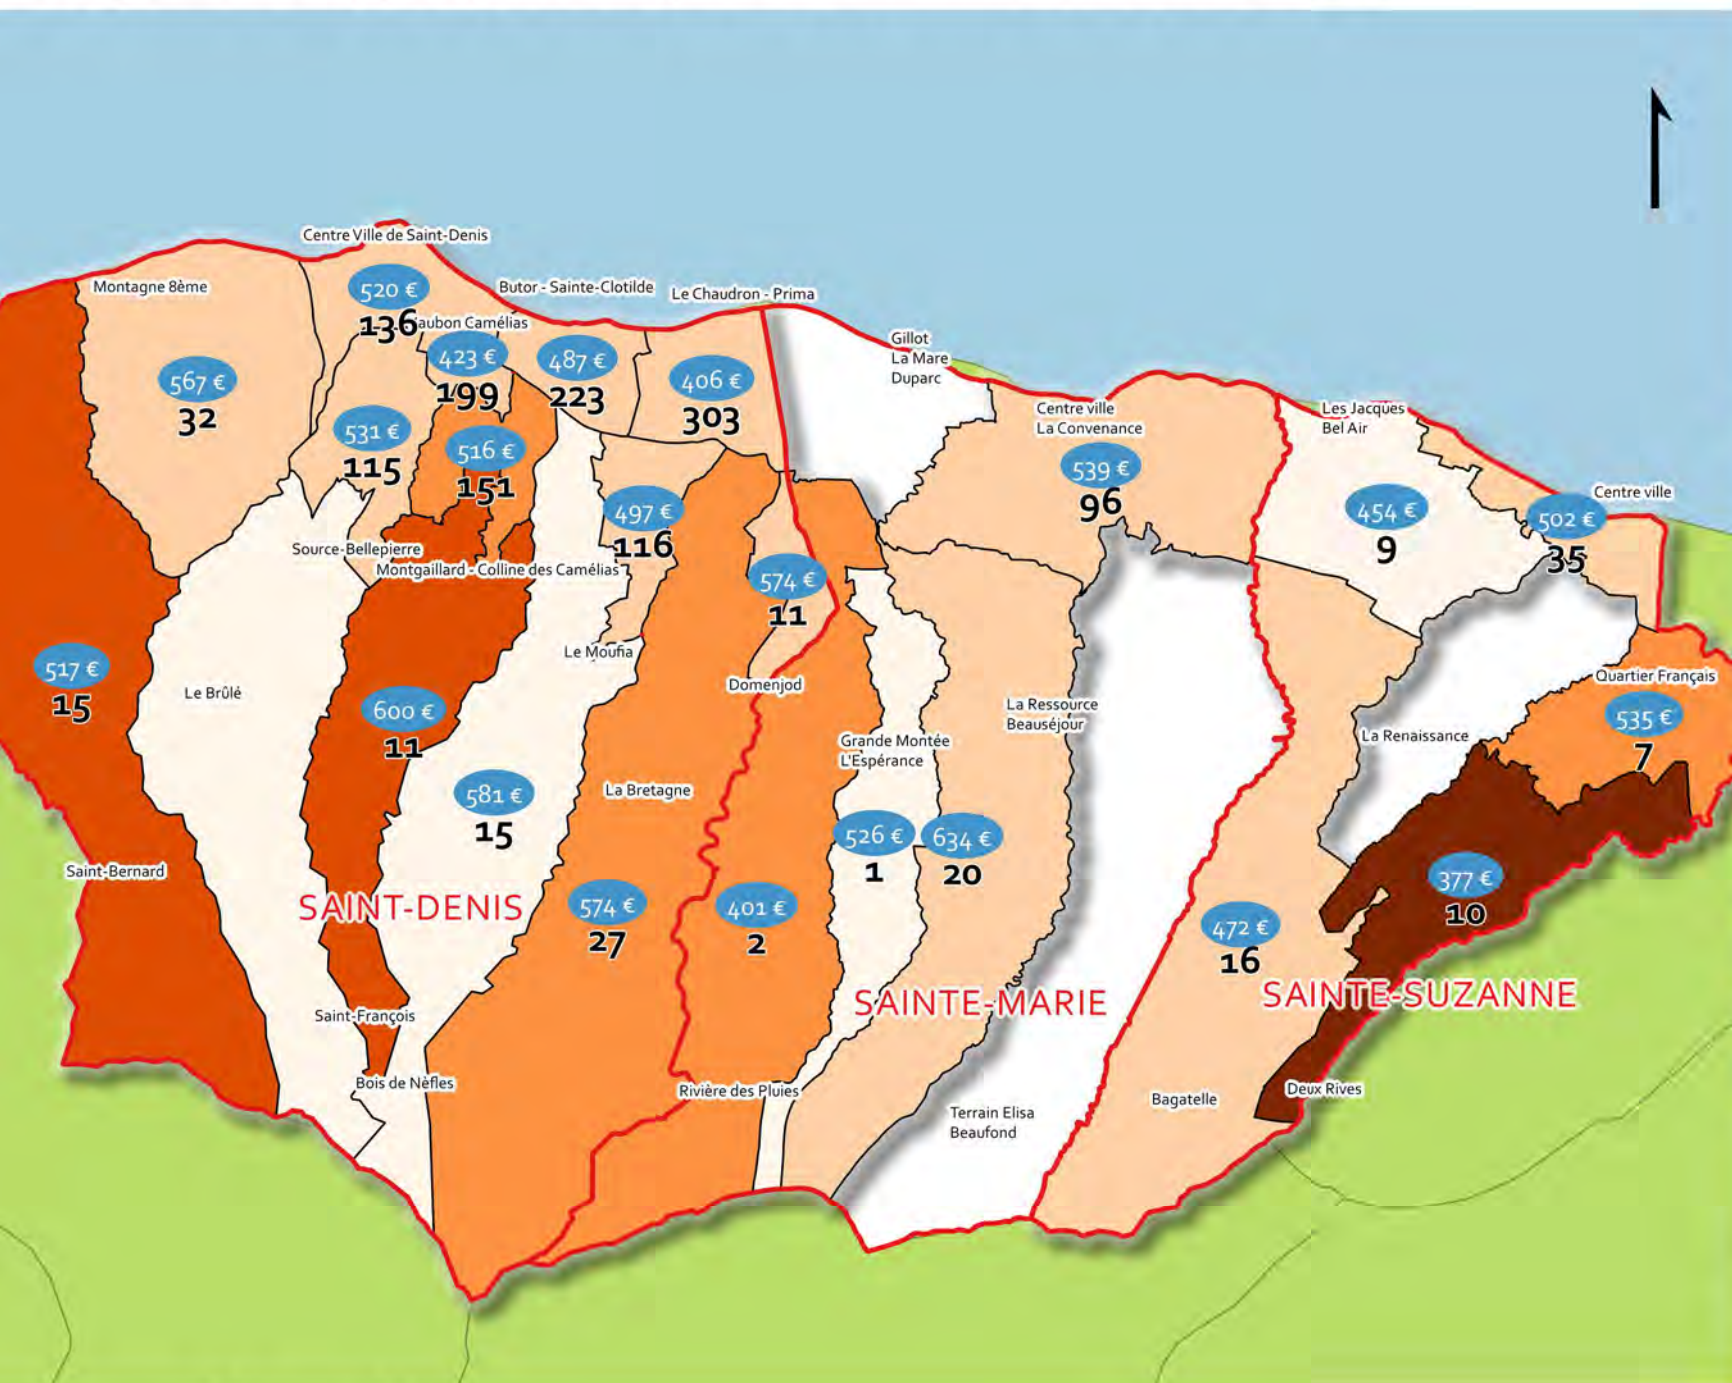 Centre Ville de Saint-Denis
Montagne 8ème
520 €
136
Butor - Sainte-Clotilde
Le Chaudron - Prima
aubon Camélias
423 €
199
487 €
223
406 €
303
567 €
32
531 €
115
516 €
151
497 €
116
Gillot
La Mare
Duparc
Centre ville
La Convenance
539 €
96
Les Jacques
Bel Air
454 €
9
Centre ville
502 €
35
Source-Bellepierre
Montgaillard - Colline des Camélias
574 €
11
Le Moufia
Domenjod
517 €
15
Le Brûlé
600 €
11
581 €
15
La Bretagne
Grande Montée
L'Espérance
La Ressource
Beauséjour
La Renaissance
Quartier Français
535 €
7
526 €
1
634 €
20
Saint-Bernard
SAINT-DENIS
574 €
27
401 €
2
377 €
10
472 €
16
SAINTE-MARIE
SAINTE-SUZANNE
Saint-François
Bois de Nèfles
Rivière des Pluies
Terrain Elisa
Beaufond
Bagatelle
Deux Rives